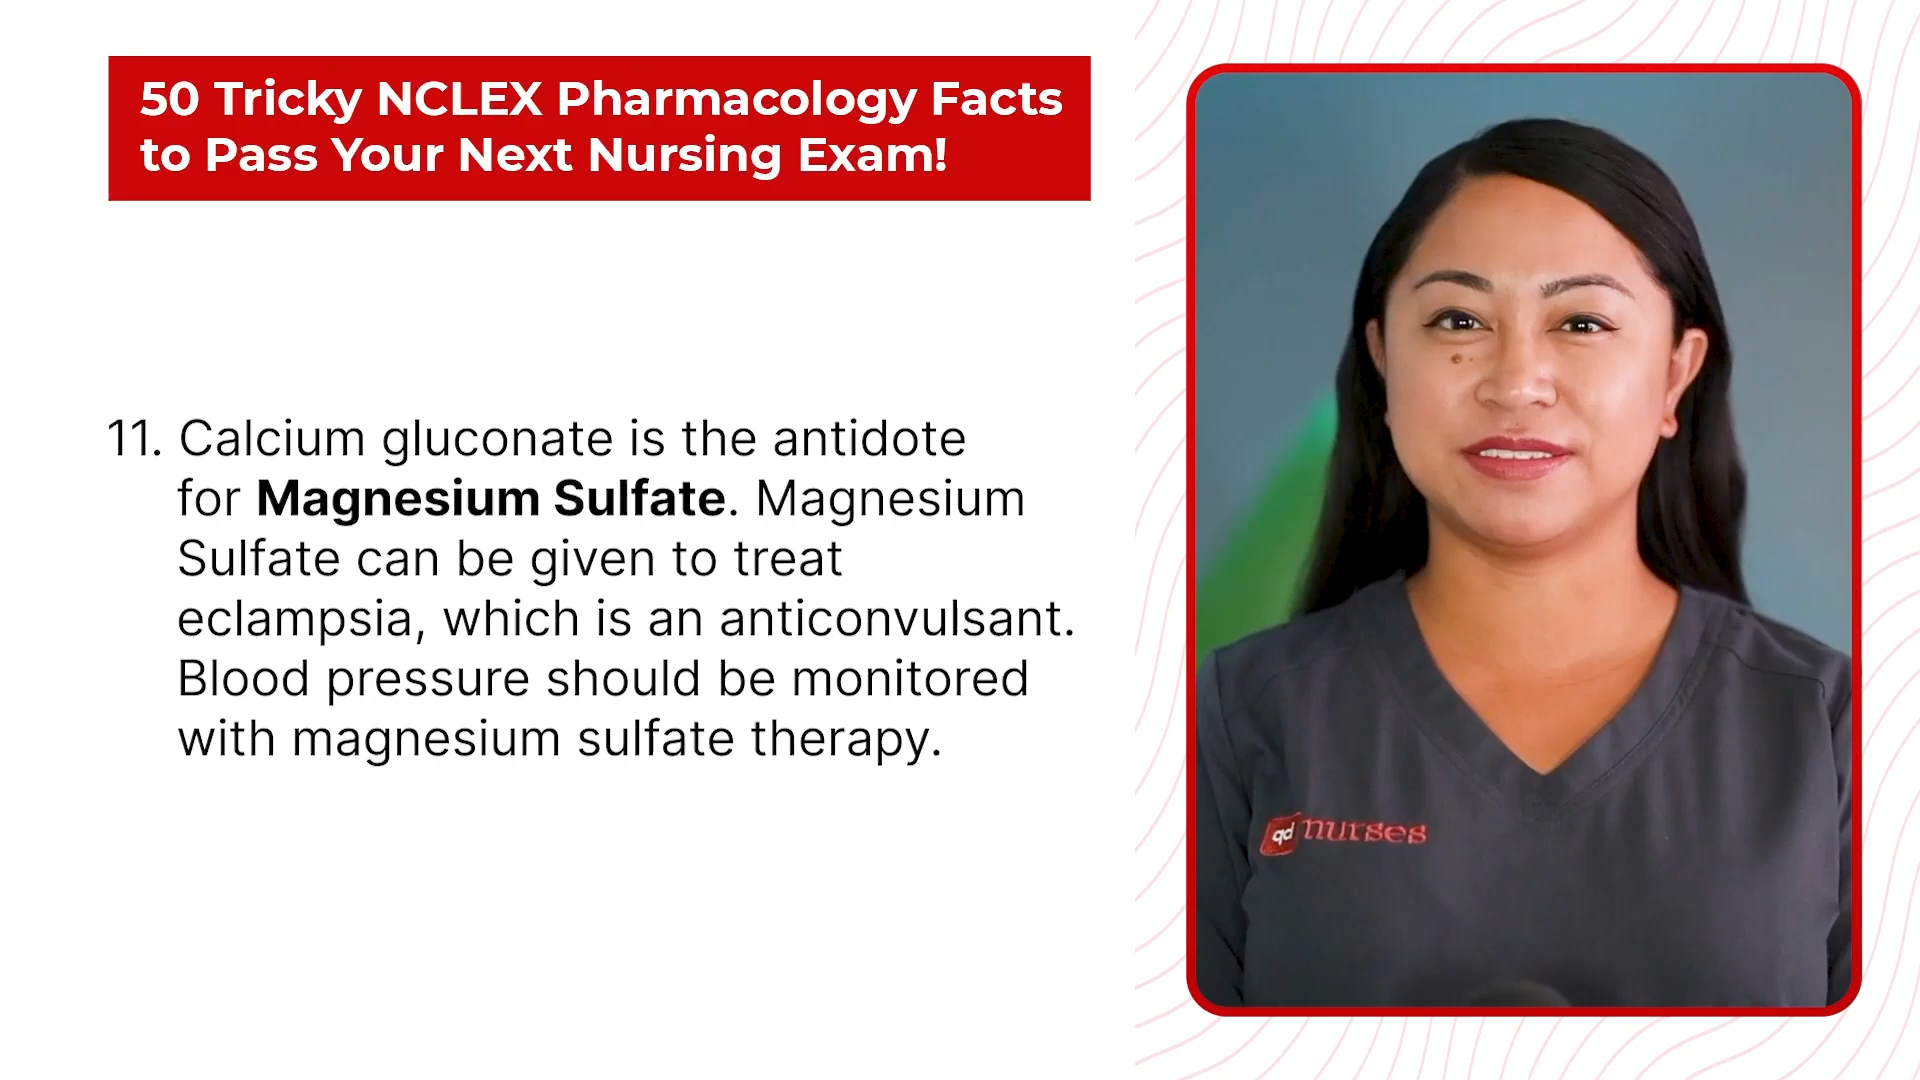 50 Tricky NCLEX Pharmacology Facts
to Pass Your Next Nursing Exam!
11. Calcium gluconate is the antidote
for Magnesium Sulfate. Magnesium
Sulfate can be given to treat
eclampsia, which is an anticonvulsant.
Blood pressure should be monitored
with magnesium sulfate therapy.
qd nurses